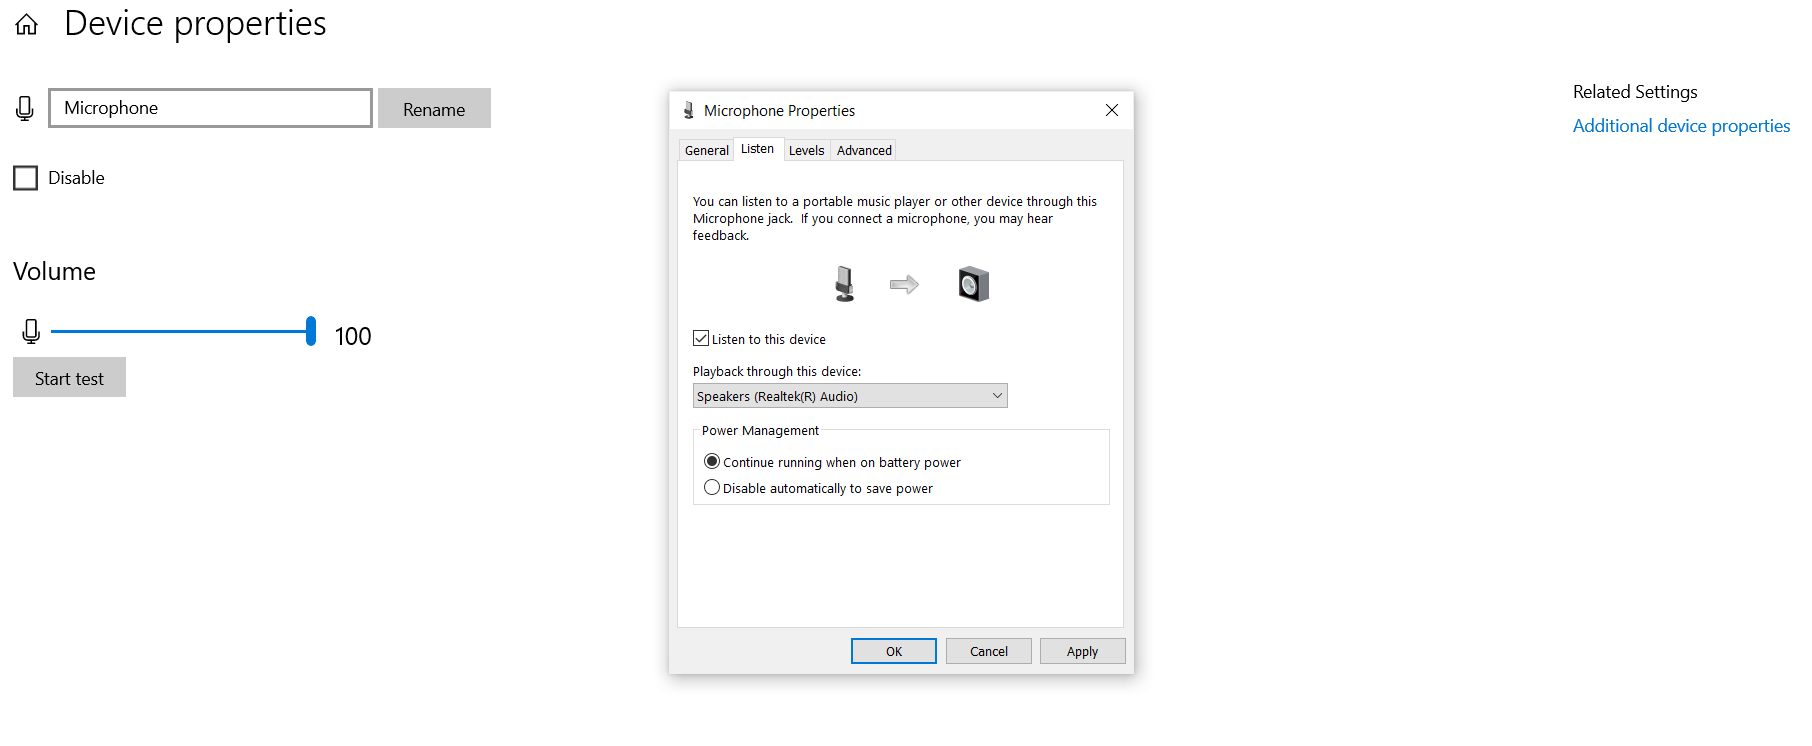 Device properties
Microphone
Rename
Disable
Volume
100
Start test
Microphone Properties
General
Listen
Levels
Advanced
You can listen to a portable music player or other device through this
Microphone jack.  If you connect a microphone, you may hear
feedback.
Listen to this device
Playback through this device:
Speakers (Realtek(R) Audio)
Power Management
Continue running when on battery power
Disable automatically to save power
OK
Cancel
Apply
Related Settings
Additional device properties